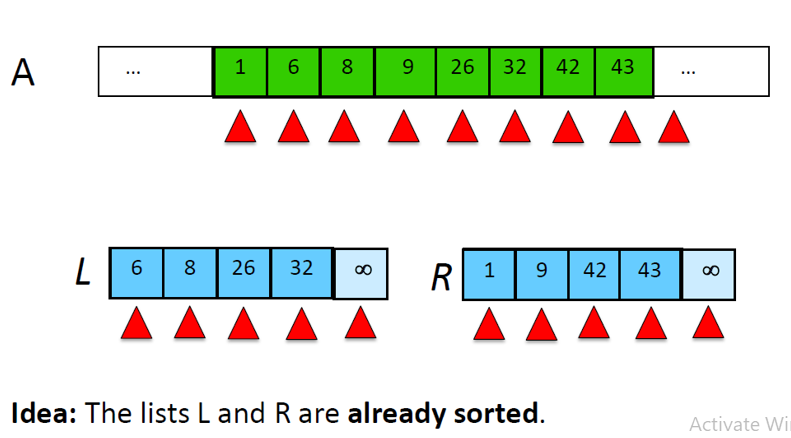 A ... 1 6 8 9 26 32 42 43 ...
L 6 8 26 32 ∞ R 1 9 42 43 ∞
Idea: The lists L and R are already sorted.
Activate